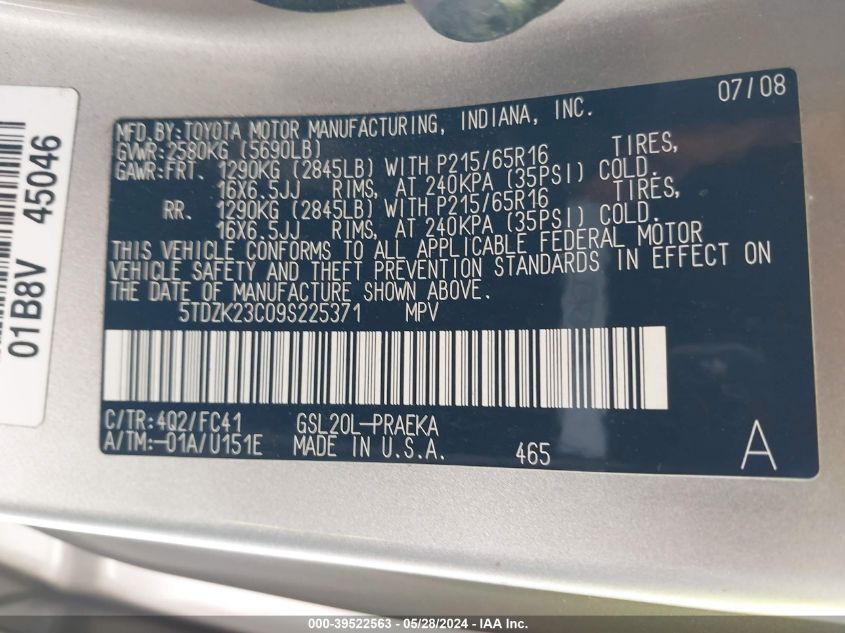 07/08
MFD.BY:TOYOTA MOTOR MANUFACTURING, INDIANA, INC.
GVWR:2580KG (5690LB)
GAWR:FRT. 1290KG (2845LB) WITH P215/65R16 TIRES,
16X6.5JJ RIMS, AT 240KPA (35PSI) COLD.
RR. 1290KG (2845LB) WITH P215/65R16 TIRES,
16X6.5JJ RIMS, AT 240KPA (35PSI) COLD.
THIS VEHICLE CONFORMS TO ALL APPLICABLE FEDERAL MOTOR
VEHICLE SAFETY AND THEFT PREVENTION STANDARDS IN EFFECT ON
THE DATE OF MANUFACTURE SHOWN ABOVE.
5TDZK23C09S225371 MPV
C/TR:4Q2/FC41 GSL20L-PRAEKA
A/TM:-01A/U151E MADE IN U.S.A. 465
A
01B8V 45046
000-39522563 - 05/28/2024 - IAA Inc.